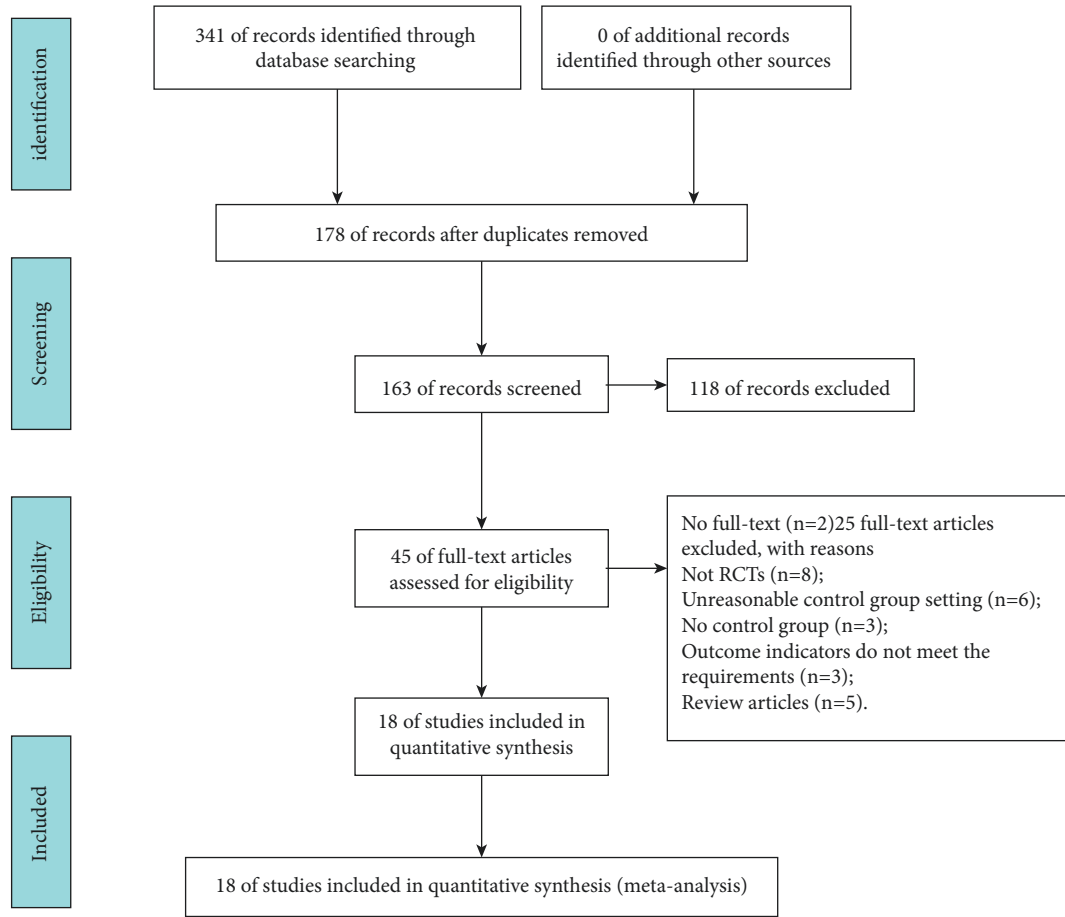 identification
341 of records identified through
database searching
0 of additional records
identified through other sources
178 of records after duplicates removed
Screening
163 of records screened
118 of records excluded
Eligibility
45 of full-text articles
assessed for eligibility
No full-text (n=2)25 full-text articles
excluded, with reasons
Not RCTs (n=8);
Unreasonable control group setting (n=6);
No control group (n=3);
Outcome indicators do not meet the
requirements (n=3);
Review articles (n=5).
Included
18 of studies included in
quantitative synthesis
18 of studies included in quantitative synthesis (meta-analysis)